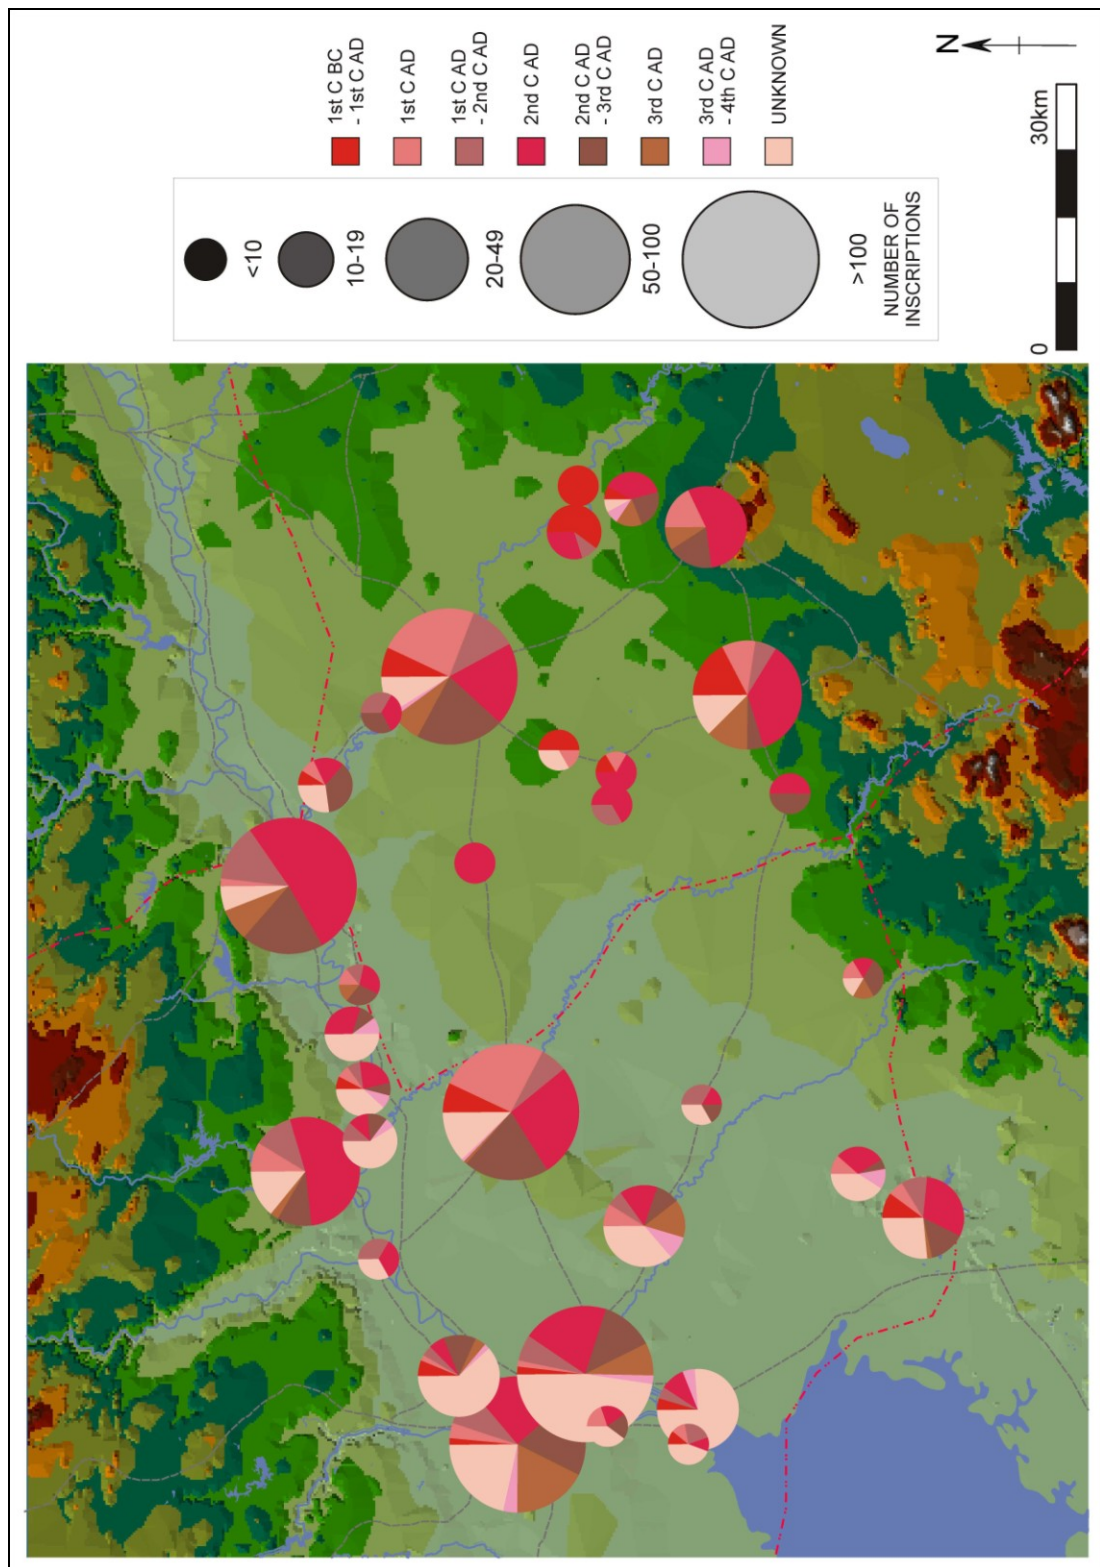 1st C BC
- 1st C AD
1st C AD
1st C AD
- 2nd C AD
2nd C AD
2nd C AD
- 3rd C AD
3rd C AD
3rd C AD
- 4th C AD
UNKNOWN
<10
10-19
20-49
50-100
>100
NUMBER OF
INSCRIPTIONS
N
0
30km